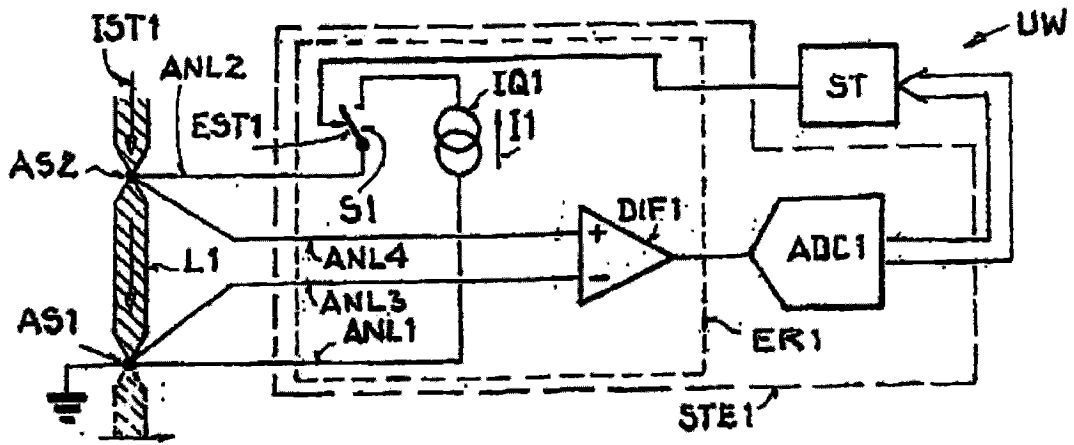 IST1
ANL2
UW
IQ1
ST
EST1
I1
AS2
S1
DIF1
+
ANL4
ADC1
L1
−
ANL3
AS1
ANL1
ER1
STE1